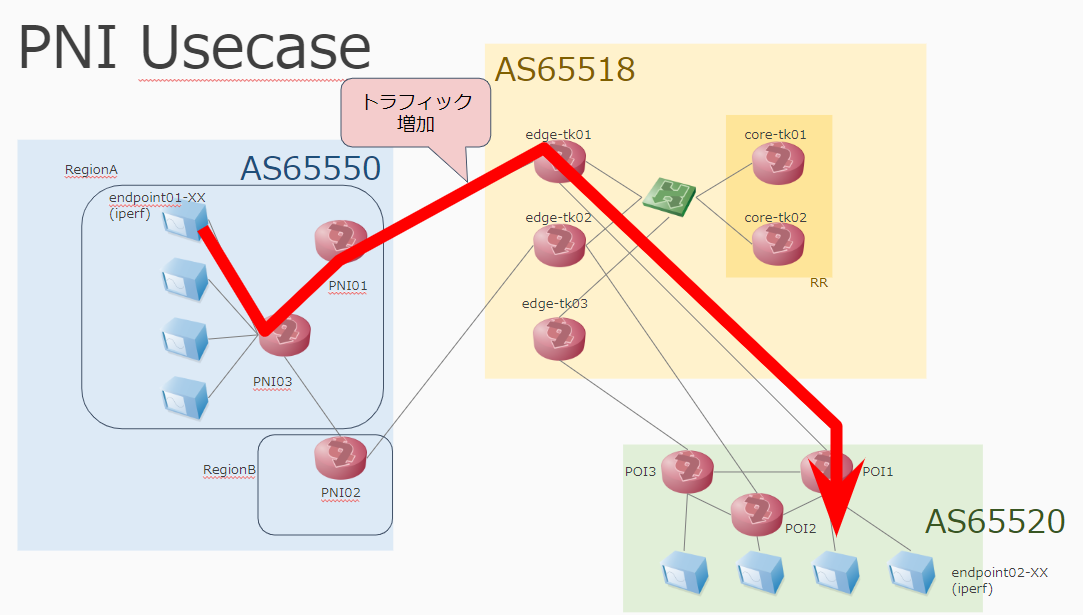 PNI Usecase
トラフィック
増加
AS65518
edge-tk01
core-tk01
edge-tk02
core-tk02
RR
edge-tk03
AS65550
RegionA
endpoint01-XX
(iperf)
PNI01
PNI03
RegionB
PNI02
POI3
POI1
POI2
AS65520
endpoint02-XX
(iperf)